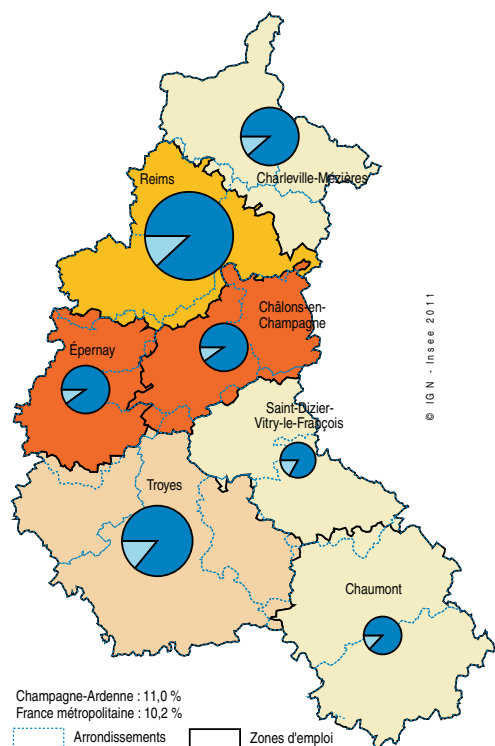 Reims
Charleville-Mézières
© IGN - Insee 2011
Châlons-en-
Champagne
Épernay
Saint-Dizier-
Vitry-le-François
Troyes
Chaumont
Champagne-Ardenne : 11,0 %
France métropolitaine : 10,2 %
Arrondissements
Zones d'emploi